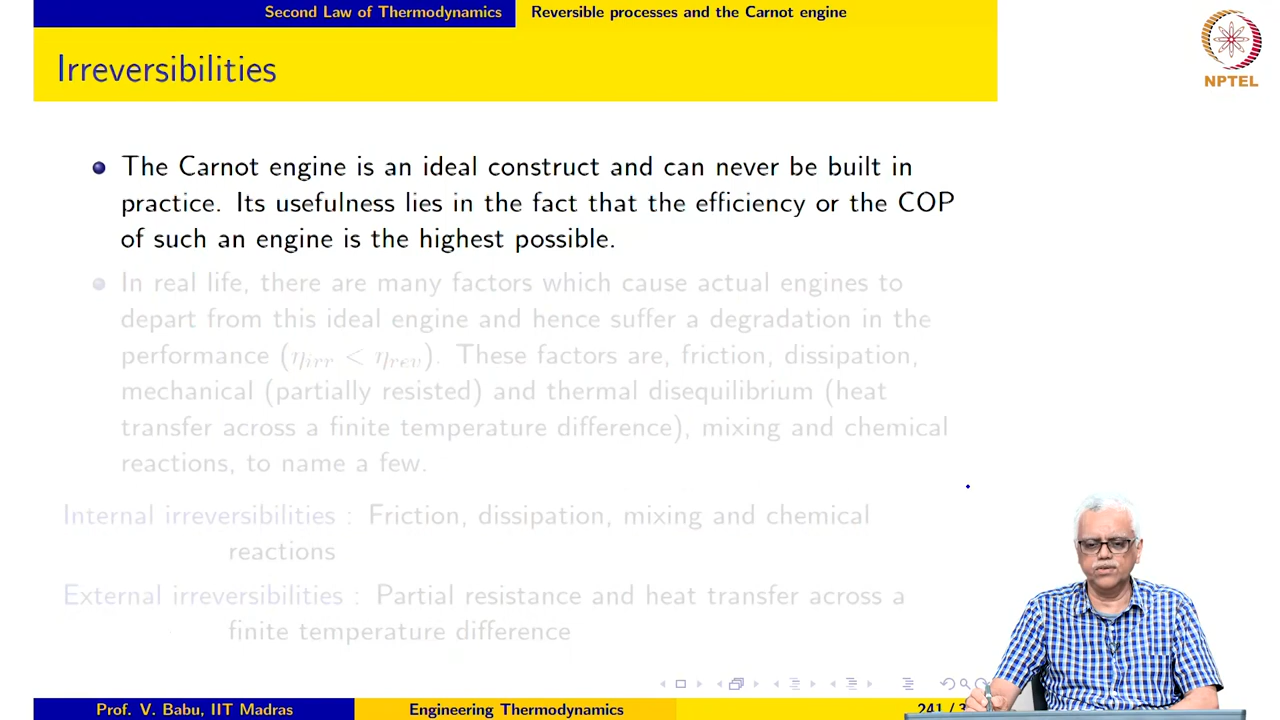 Second Law of Thermodynamics Reversible processes and the Carnot engine
Irreversibilities
NPTEL
The Carnot engine is an ideal construct and can never be built in
practice. Its usefulness lies in the fact that the efficiency or the COP
of such an engine is the highest possible.
In real life, there are many factors which cause actual engines to
depart from this ideal engine and hence suffer a degradation in the
performance (η_irr < η_rev). These factors are, friction, dissipation,
mechanical (partially resisted) and thermal disequilibrium (heat
transfer across a finite temperature difference), mixing and chemical
reactions, to name a few.
Internal irreversibilities : Friction, dissipation, mixing and chemical
reactions
External irreversibilities : Partial resistance and heat transfer across a
finite temperature difference
Prof. V. Babu, IIT Madras Engineering Thermodynamics 241 /